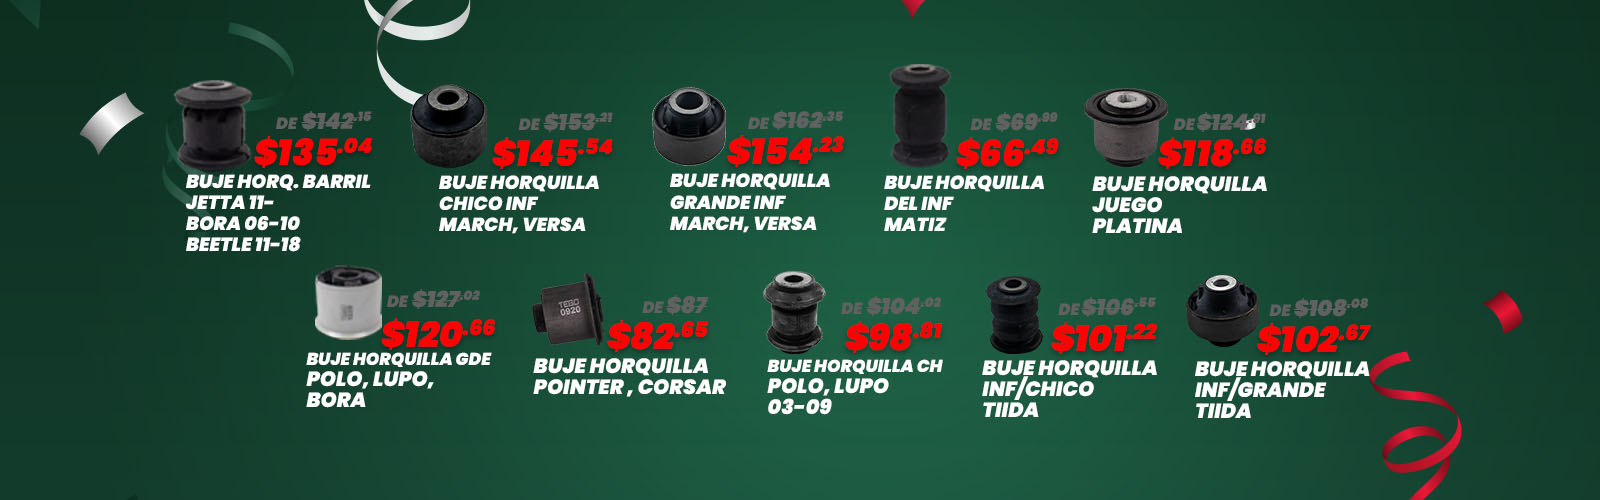 DE $142.15
$135.04
BUJE HORQ. BARRIL
JETTA 11-
BORA 06-10
BEETLE 11-18
DE $153.21
$145.54
BUJE HORQUILLA
CHICO INF
MARCH, VERSA
DE $162.35
$154.23
BUJE HORQUILLA
GRANDE INF
MARCH, VERSA
DE $69.99
$66.49
BUJE HORQUILLA
DEL INF
MATIZ
DE $124.91
$118.66
BUJE HORQUILLA
JUEGO
PLATINA
DE $127.02
$120.66
BUJE HORQUILLA GDE
POLO, LUPO,
BORA
TEBO
0920
DE $87
$82.65
BUJE HORQUILLA
POINTER , CORSAR
DE $104.02
$98.81
BUJE HORQUILLA CH
POLO, LUPO
03-09
DE $106.55
$101.22
BUJE HORQUILLA
INF/CHICO
TIIDA
DE $108.08
$102.67
BUJE HORQUILLA
INF/GRANDE
TIIDA